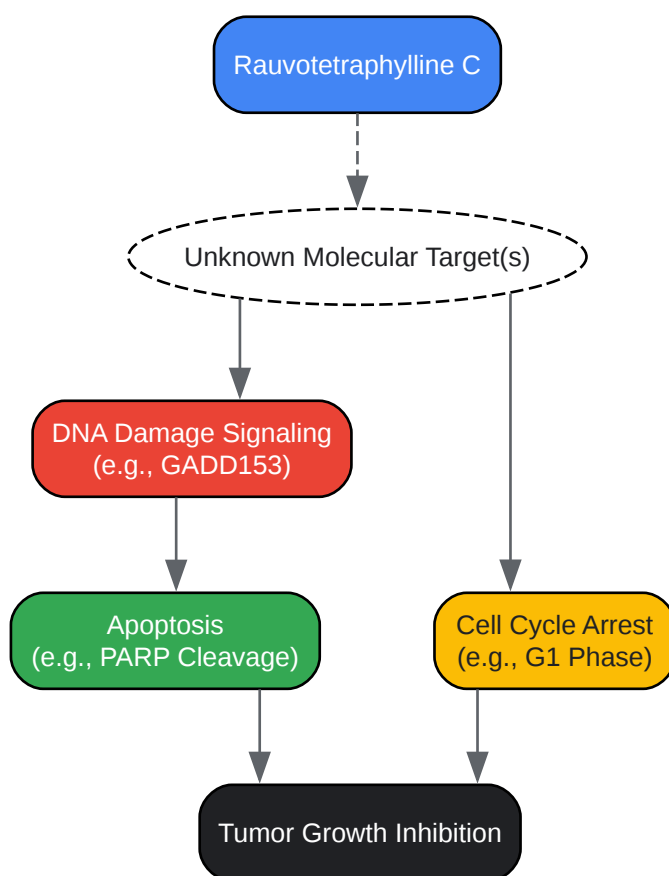 Rauvotetraphylline C
Unknown Molecular Target(s)
DNA Damage Signaling
(e.g., GADD153)
Apoptosis
(e.g., PARP Cleavage)
Cell Cycle Arrest
(e.g., G1 Phase)
Tumor Growth Inhibition